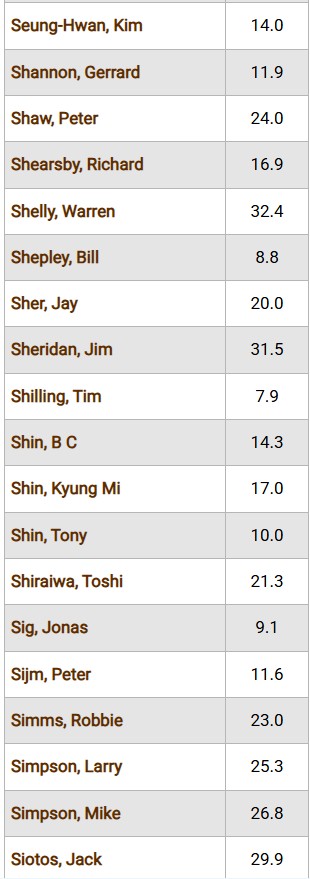 Seung-Hwan, Kim 14.0
Shannon, Gerrard 11.9
Shaw, Peter 24.0
Shearsby, Richard 16.9
Shelly, Warren 32.4
Shepley, Bill 8.8
Sher, Jay 20.0
Sheridan, Jim 31.5
Shilling, Tim 7.9
Shin, B C 14.3
Shin, Kyung Mi 17.0
Shin, Tony 10.0
Shiraiwa, Toshi 21.3
Sig, Jonas 9.1
Sijm, Peter 11.6
Simms, Robbie 23.0
Simpson, Larry 25.3
Simpson, Mike 26.8
Siotos, Jack 29.9